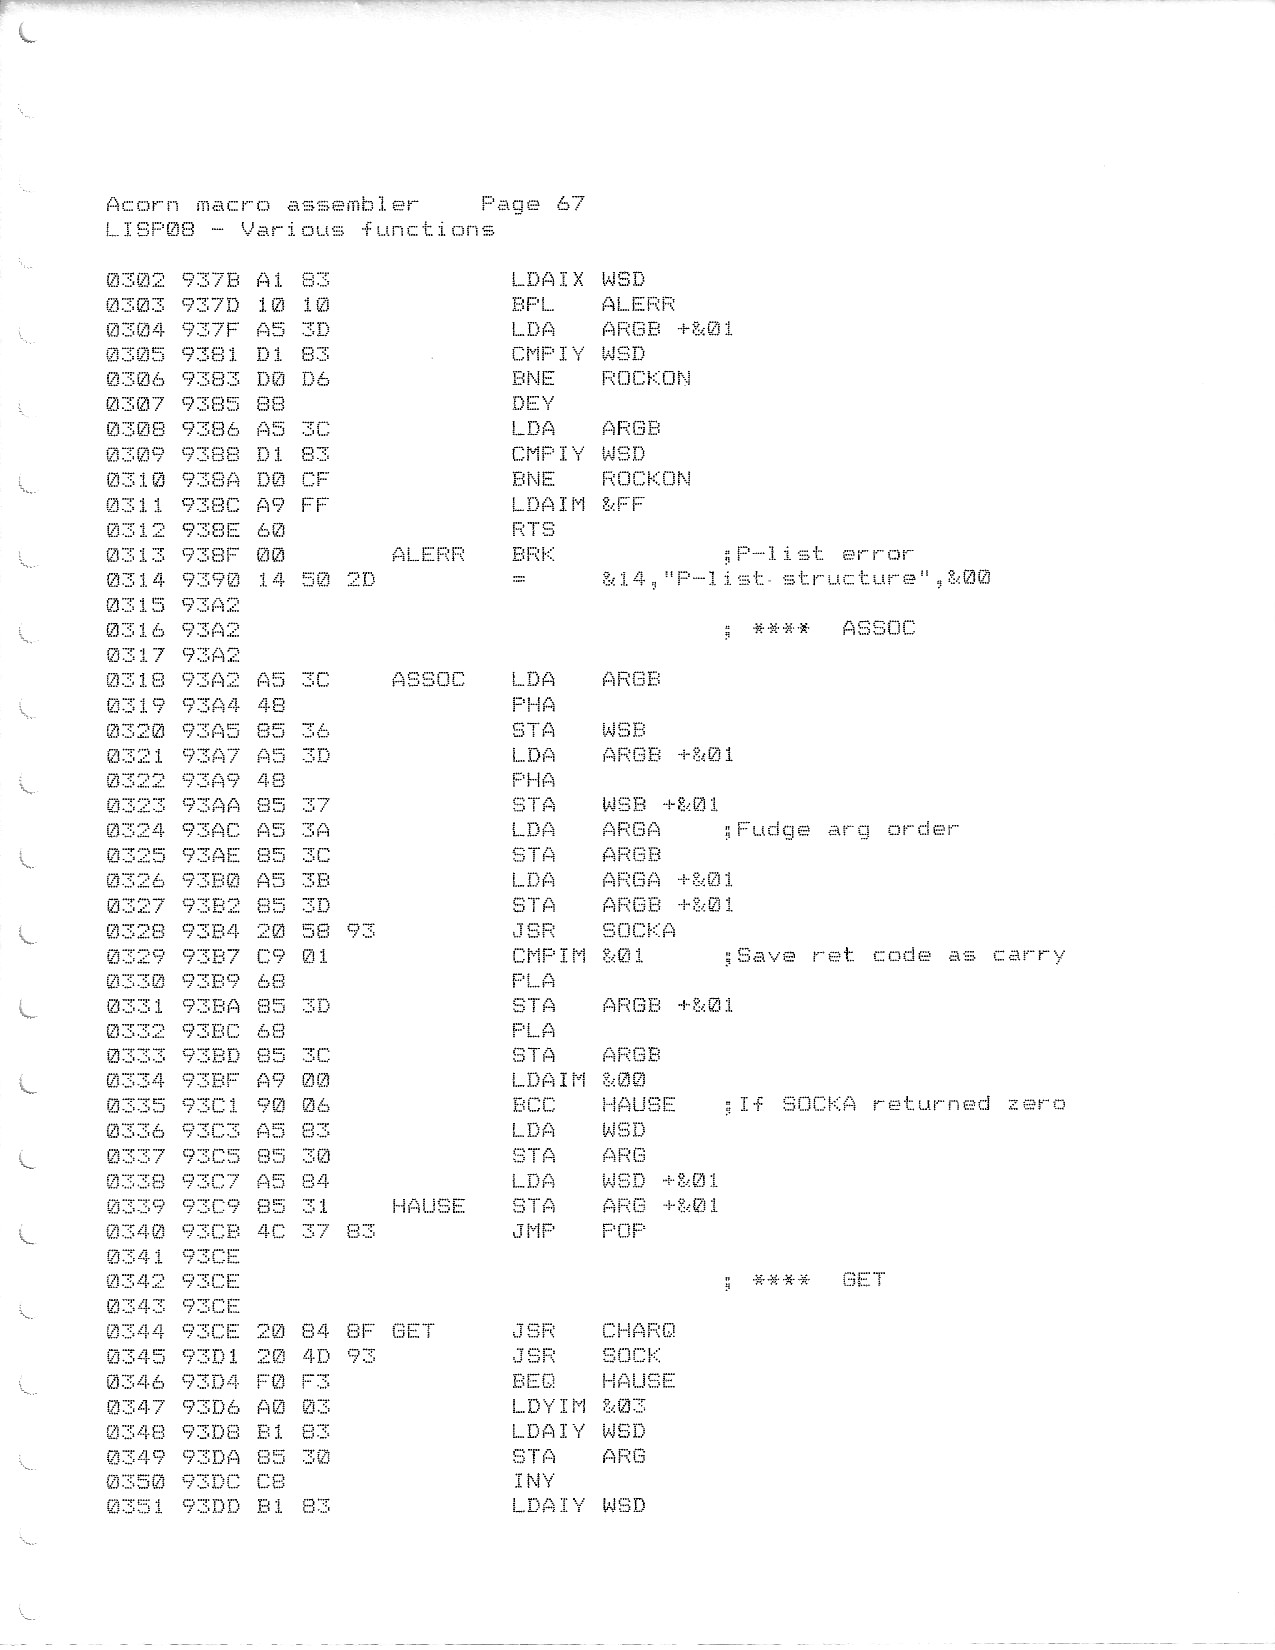 Acorn macro assembler    Page 67
LISP08 - Various functions
0302 937B A1 83            LDAIX WSD
0303 937D 10 10            BPL   ALERR
0304 937F A5 3D            LDA   ARGB +&01
0305 9381 D1 83            CMPIY WSD
0306 9383 D0 D6            BNE   ROCKON
0307 9385 88               DEY
0308 9386 A5 3C            LDA   ARGB
0309 9388 D1 83            CMPIY WSD
0310 938A D0 CF            BNE   ROCKON
0311 938C A9 FF            LDAIM &FF
0312 938E 60               RTS
0313 938F 00       ALERR   BRK           ;P-list error
0314 9390 14 50 2D         =     &14,"P-list structure",&00
0315 93A2
0316 93A2                                ; ****  ASSOC
0317 93A2
0318 93A2 A5 3C    ASSOC   LDA   ARGB
0319 93A4 48               PHA
0320 93A5 85 36            STA   WSB
0321 93A7 A5 3D            LDA   ARGB +&01
0322 93A9 48               PHA
0323 93AA 85 37            STA   WSB +&01
0324 93AC A5 3A            LDA   ARGA    ;Fudge arg order
0325 93AE 85 3C            STA   ARGB
0326 93B0 A5 3B            LDA   ARGA +&01
0327 93B2 85 3D            STA   ARGB +&01
0328 93B4 20 58 93         JSR   SOCKA
0329 93B7 C9 01            CMPIM &01     ;Save ret code as carry
0330 93B9 68               PLA
0331 93BA 85 3D            STA   ARGB +&01
0332 93BC 68               PLA
0333 93BD 85 3C            STA   ARGB
0334 93BF A9 00            LDAIM &00
0335 93C1 90 06            BCC   HAUSE   ;If SOCKA returned zero
0336 93C3 A5 83            LDA   WSD
0337 93C5 85 30            STA   ARG
0338 93C7 A5 84            LDA   WSD +&01
0339 93C9 85 31    HAUSE   STA   ARG +&01
0340 93CB 4C 37 83         JMP   POP
0341 93CE
0342 93CE                                ; ****  GET
0343 93CE
0344 93CE 20 84 8F GET     JSR   CHARQ
0345 93D1 20 4D 93         JSR   SOCK
0346 93D4 F0 F3            BEQ   HAUSE
0347 93D6 A0 03            LDYIM &03
0348 93D8 B1 83            LDAIY WSD
0349 93DA 85 30            STA   ARG
0350 93DC C8               INY
0351 93DD B1 83            LDAIY WSD